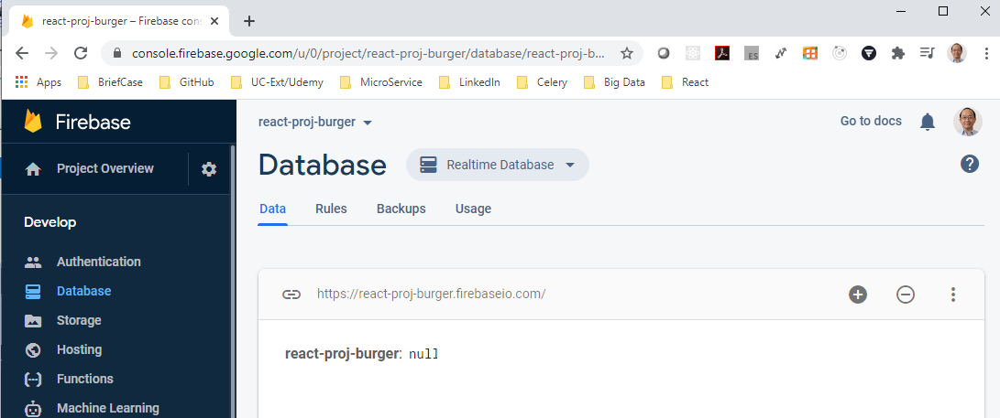 react-proj-burger – Firebase cons
console.firebase.google.com/u/0/project/react-proj-burger/database/react-proj-b...
ES
Apps BriefCase GitHub UC-Ext/Udemy MicroService LinkedIn Celery Big Data React
Firebase
react-proj-burger
Go to docs
Project Overview
Database
Realtime Database
?
Data Rules Backups Usage
Develop
Authentication
Database
Storage
Hosting
Functions
Machine Learning
https://react-proj-burger.firebaseio.com/
react-proj-burger: null